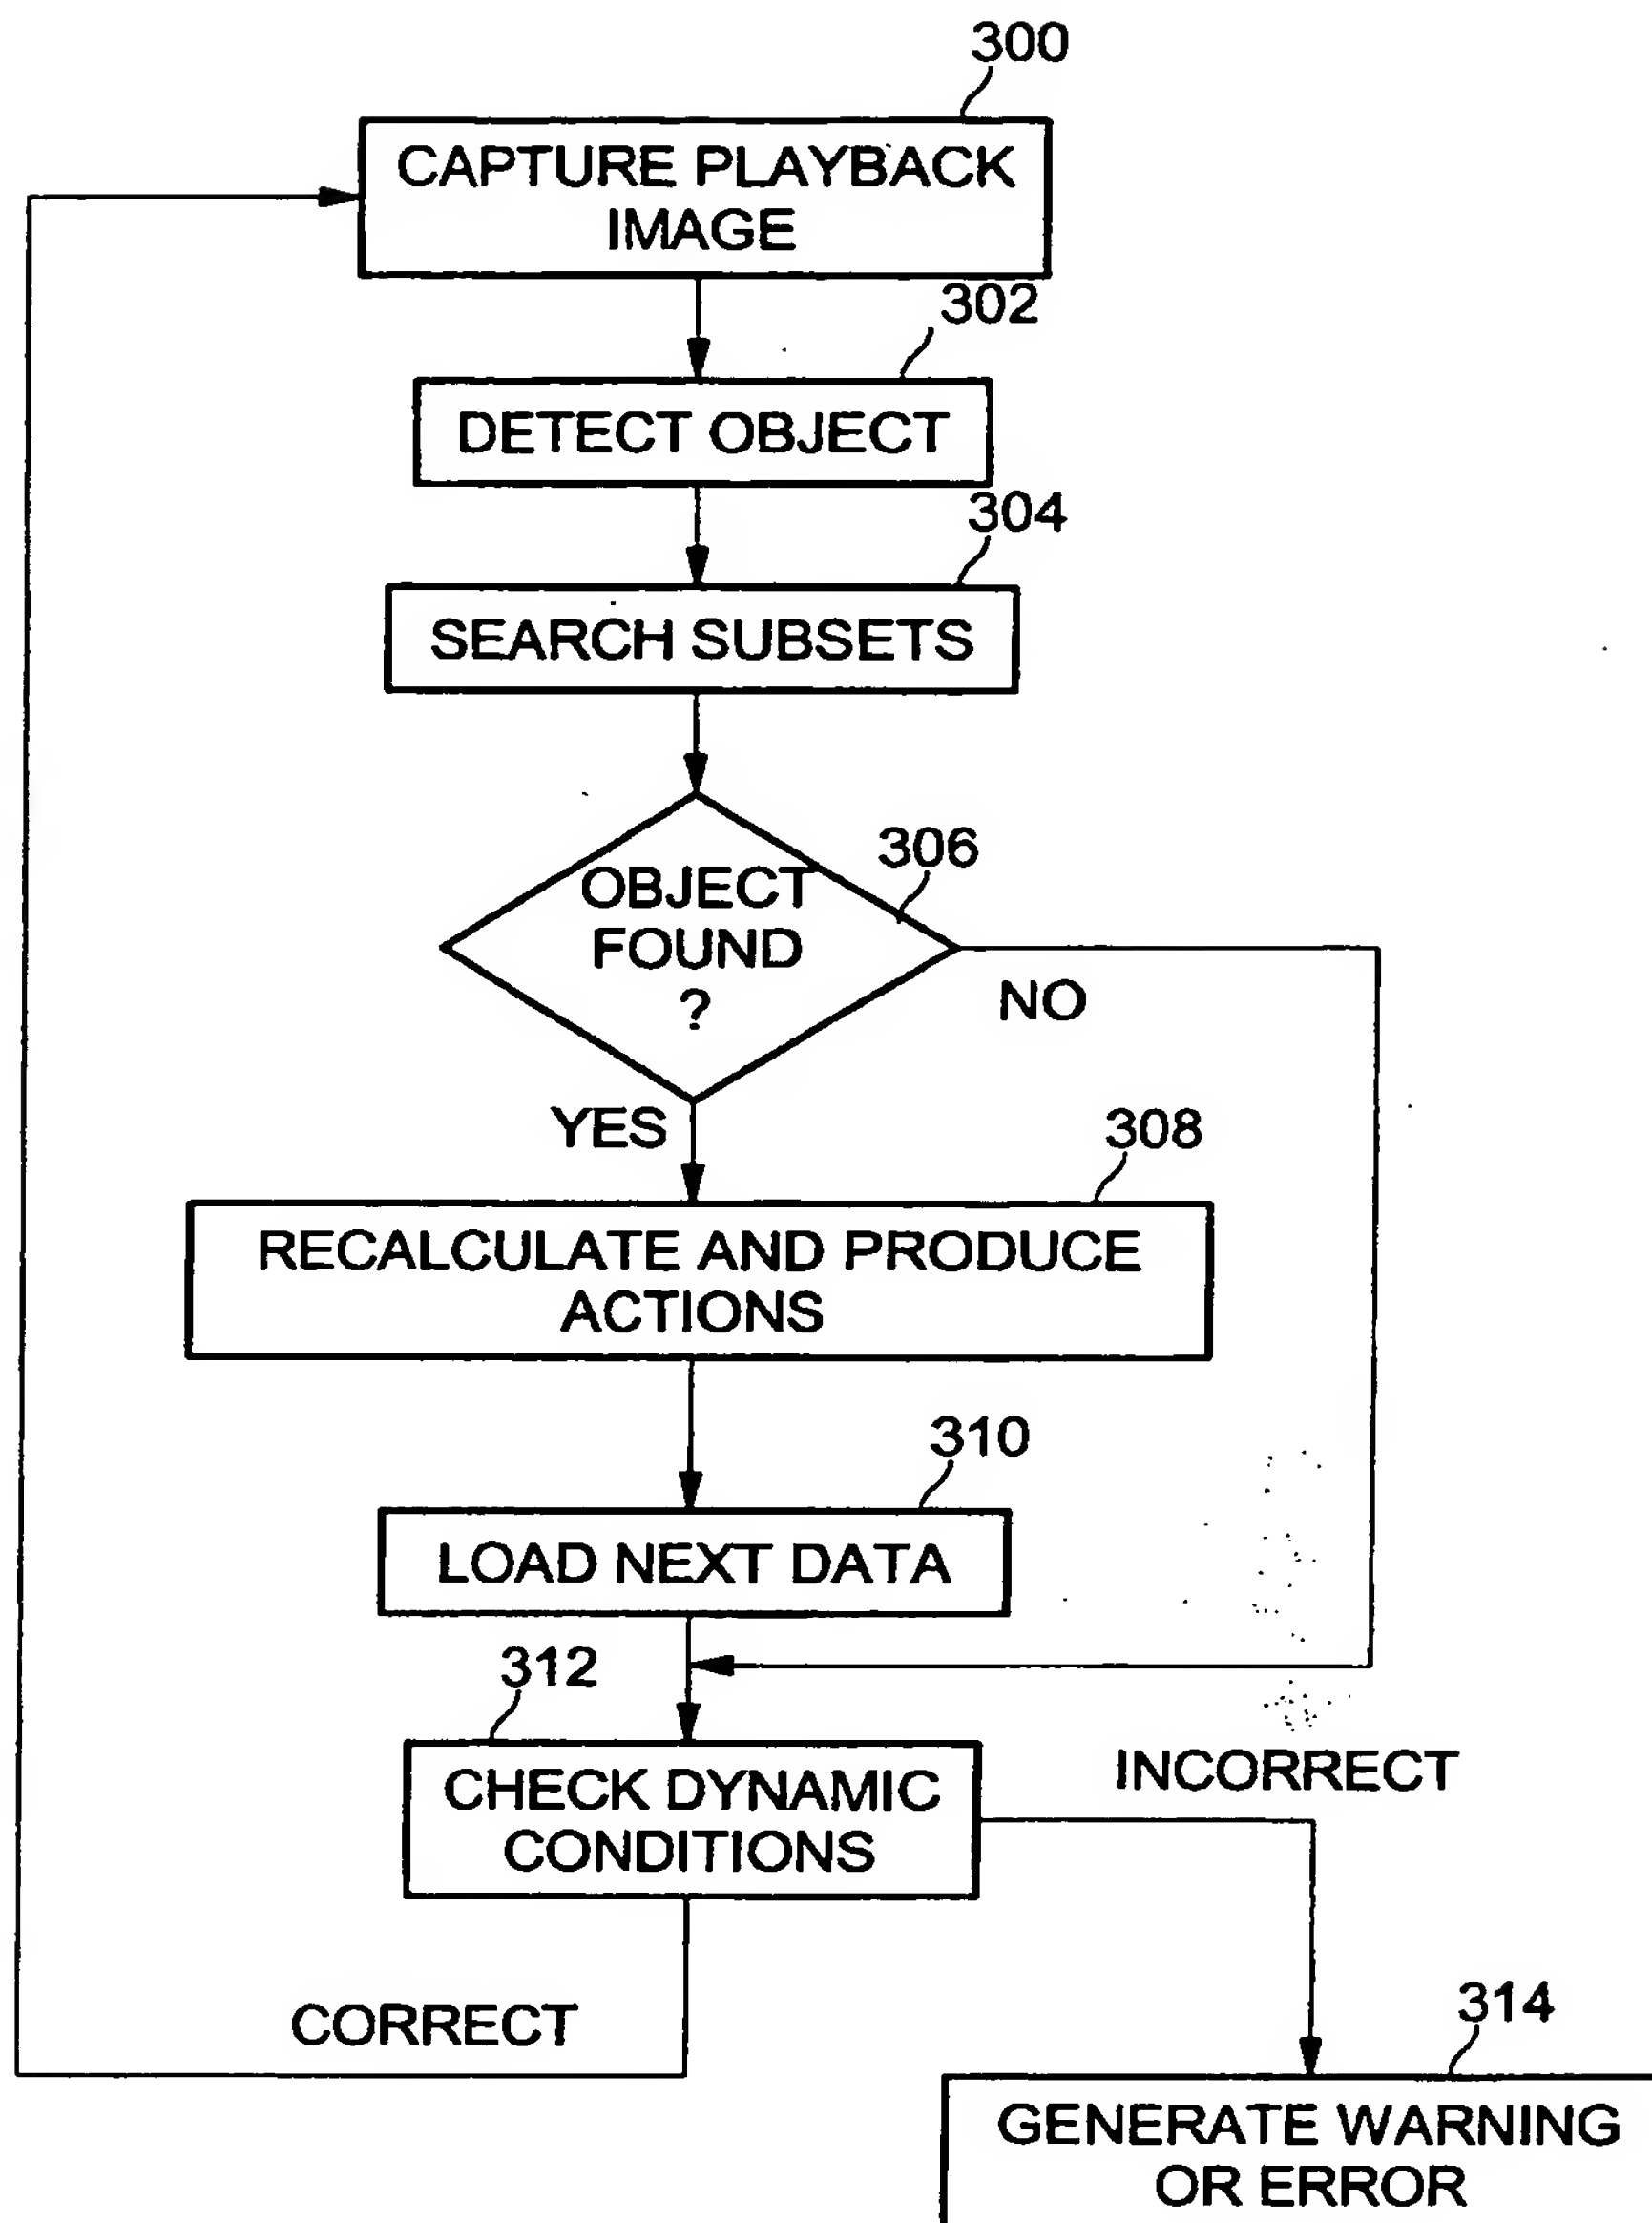 300
CAPTURE PLAYBACK
IMAGE
302
DETECT OBJECT
304
SEARCH SUBSETS
306
OBJECT
FOUND
?
NO
YES
308
RECALCULATE AND PRODUCE
ACTIONS
310
LOAD NEXT DATA
312
CHECK DYNAMIC
CONDITIONS
INCORRECT
CORRECT
314
GENERATE WARNING
OR ERROR